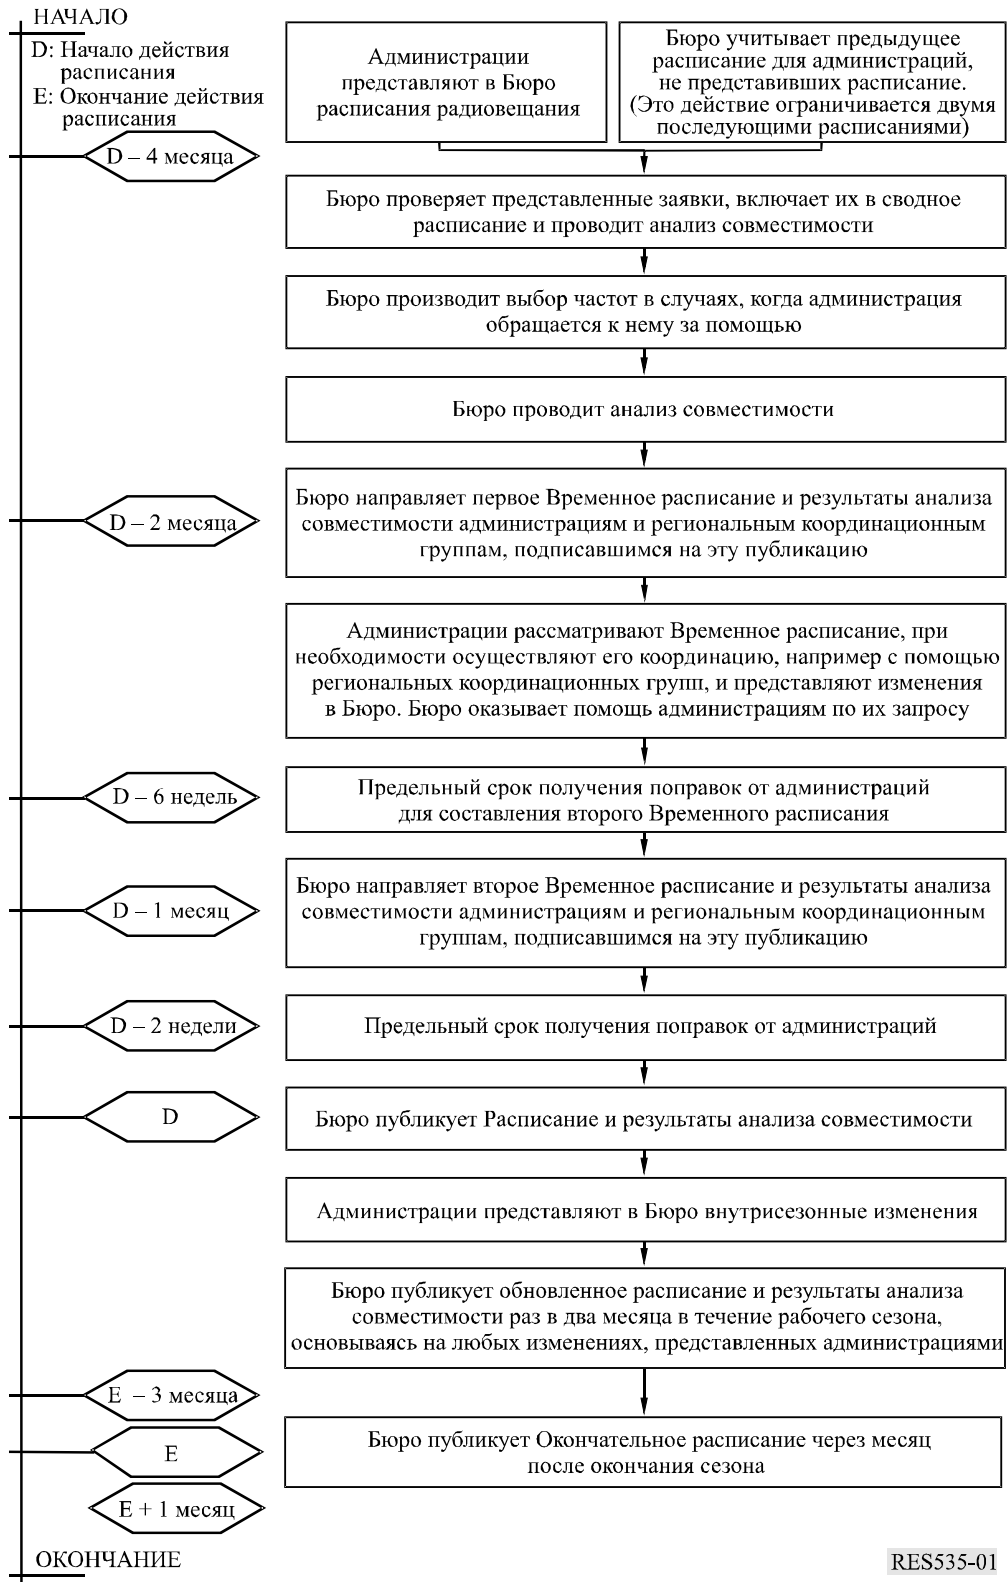 НАЧАЛО
D: Начало действия
расписания
E: Окончание действия
расписания
Администрации
представляют в Бюро
расписания радиовещания
Бюро учитывает предыдущее
расписание для администраций,
не представивших расписание.
(Это действие ограничивается двумя
последующими расписаниями)
D – 4 месяца
Бюро проверяет представленные заявки, включает их в сводное
расписание и проводит анализ совместимости
Бюро производит выбор частот в случаях, когда администрация
обращается к нему за помощью
Бюро проводит анализ совместимости
D – 2 месяца
Бюро направляет первое Временное расписание и результаты анализа
совместимости администрациям и региональным координационным
группам, подписавшимся на эту публикацию
Администрации рассматривают Временное расписание, при
необходимости осуществляют его координацию, например с помощью
региональных координационных групп, и представляют изменения
в Бюро. Бюро оказывает помощь администрациям по их запросу
D – 6 недель
Предельный срок получения поправок от администраций
для составления второго Временного расписания
D – 1 месяц
Бюро направляет второе Временное расписание и результаты анализа
совместимости администрациям и региональным координационным
группам, подписавшимся на эту публикацию
D – 2 недели
Предельный срок получения поправок от администраций
D
Бюро публикует Расписание и результаты анализа совместимости
Администрации представляют в Бюро внутрисезонные изменения
Бюро публикует обновленное расписание и результаты анализа
совместимости раз в два месяца в течение рабочего сезона,
основываясь на любых изменениях, представленных администрациями
E – 3 месяца
E
Бюро публикует Окончательное расписание через месяц
после окончания сезона
E + 1 месяц
ОКОНЧАНИЕ
RES535-01